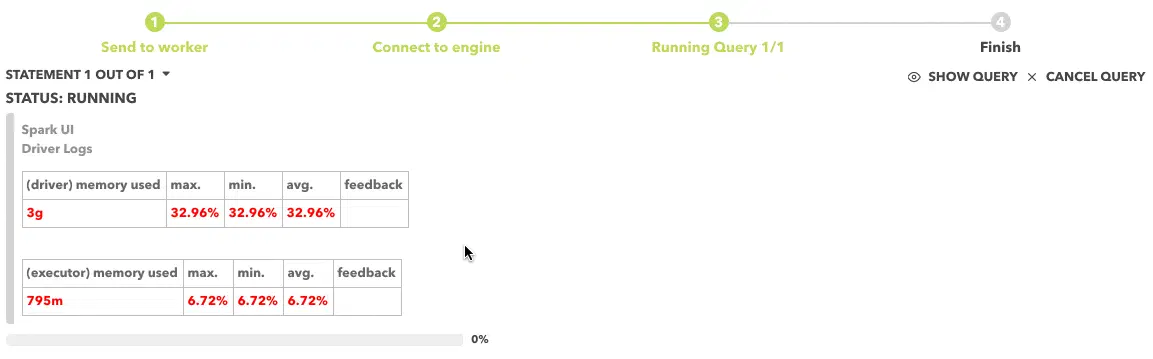 1 2 3 4
Send to worker Connect to engine Running Query 1/1 Finish
STATEMENT 1 OUT OF 1 SHOW QUERY CANCEL QUERY
STATUS: RUNNING
Spark UI
Driver Logs
(driver) memory used max. min. avg. feedback
3g 32.96% 32.96% 32.96%
(executor) memory used max. min. avg. feedback
795m 6.72% 6.72% 6.72%
0%